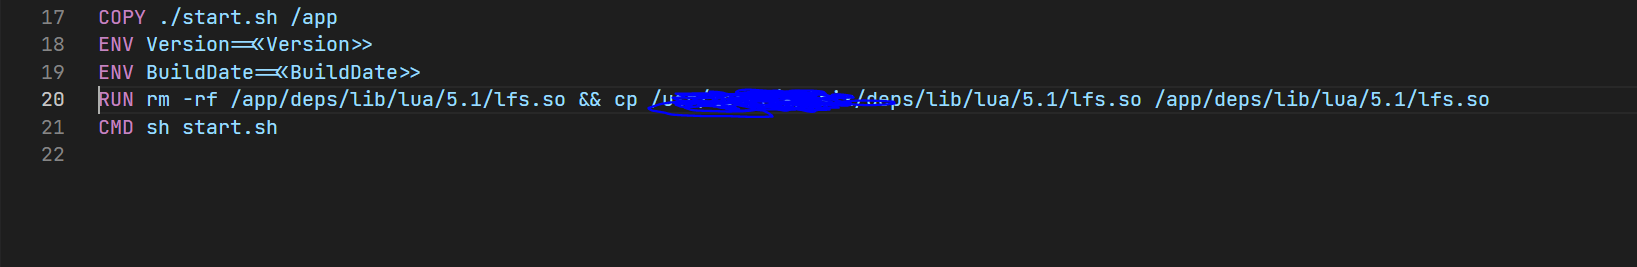 17 COPY ./start.sh /app
18 ENV Version=<<Version>>
19 ENV BuildDate=<<BuildDate>>
20 RUN rm -rf /app/deps/lib/lua/5.1/lfs.so && cp /deps/lib/lua/5.1/lfs.so /app/deps/lib/lua/5.1/lfs.so
21 CMD sh start.sh
22